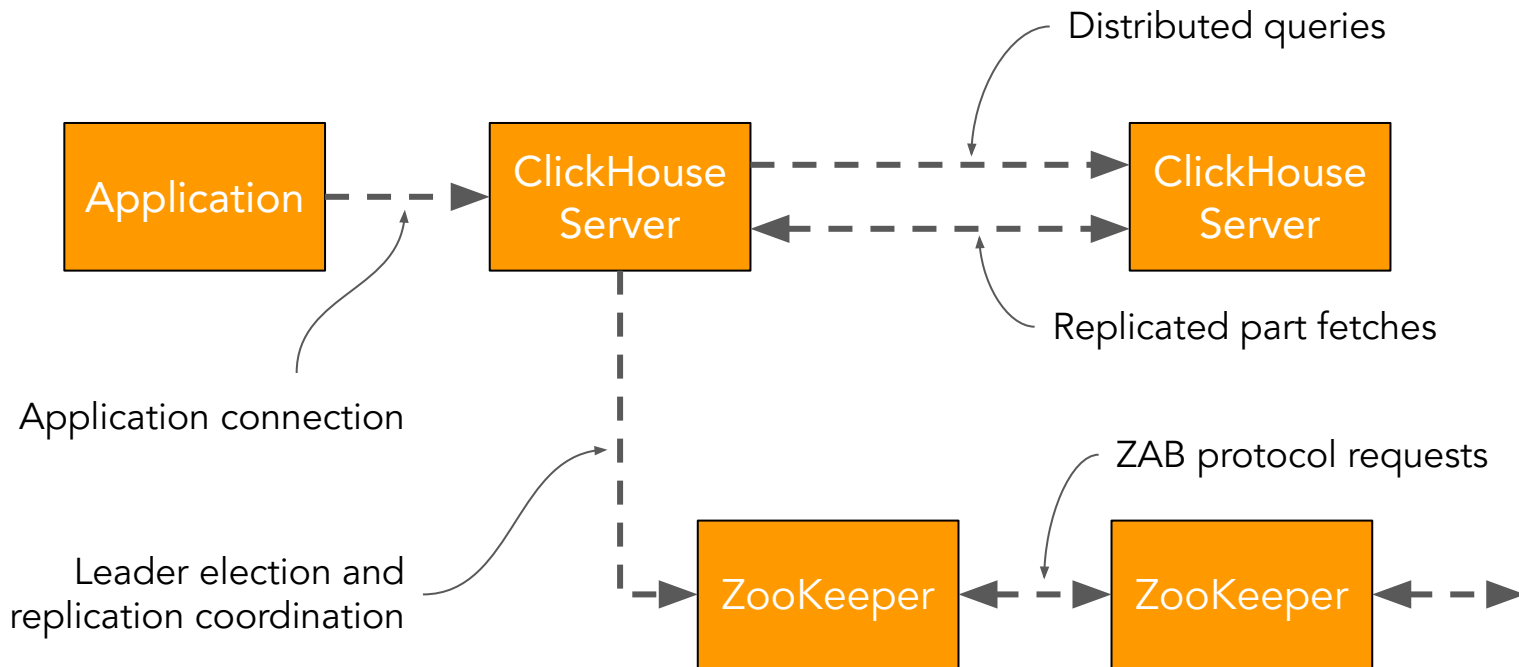 Distributed queries
Application
ClickHouse
Server
ClickHouse
Server
Replicated part fetches
Application connection
ZAB protocol requests
Leader election and
replication coordination
ZooKeeper
ZooKeeper